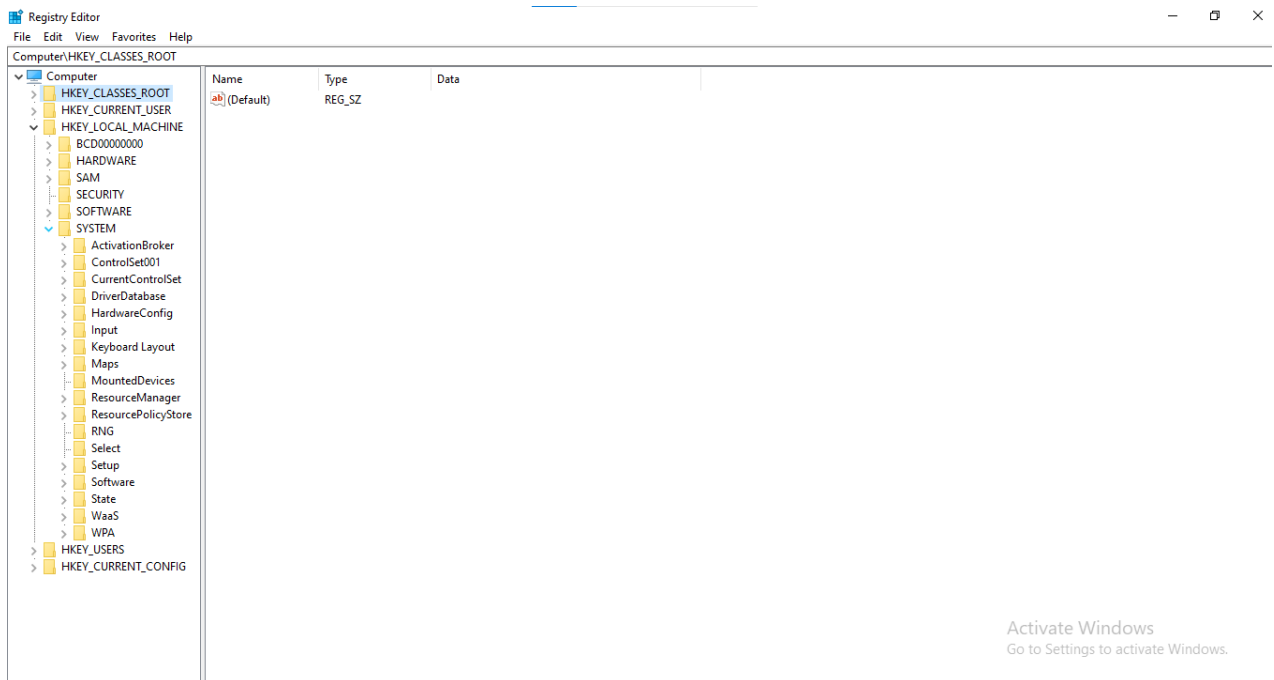 Registry Editor
File Edit View Favorites Help
Computer\HKEY_CLASSES_ROOT
Computer
HKEY_CLASSES_ROOT
HKEY_CURRENT_USER
HKEY_LOCAL_MACHINE
BCD00000000
HARDWARE
SAM
SECURITY
SOFTWARE
SYSTEM
ActivationBroker
ControlSet001
CurrentControlSet
DriverDatabase
HardwareConfig
Input
Keyboard Layout
Maps
MountedDevices
ResourceManager
ResourcePolicyStore
RNG
Select
Setup
Software
State
WaaS
WPA
HKEY_USERS
HKEY_CURRENT_CONFIG
Name Type Data
ab (Default) REG_SZ
Activate Windows
Go to Settings to activate Windows.